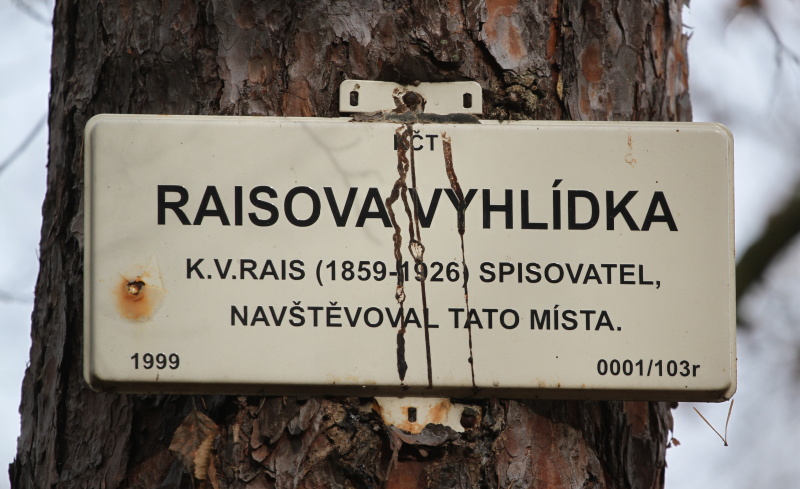 KČT
RAISOVA VYHLÍDKA
K.V.RAIS (1859-1926) SPISOVATEL,
NAVŠTĚVOVAL TATO MÍSTA.
1999 0001/103r